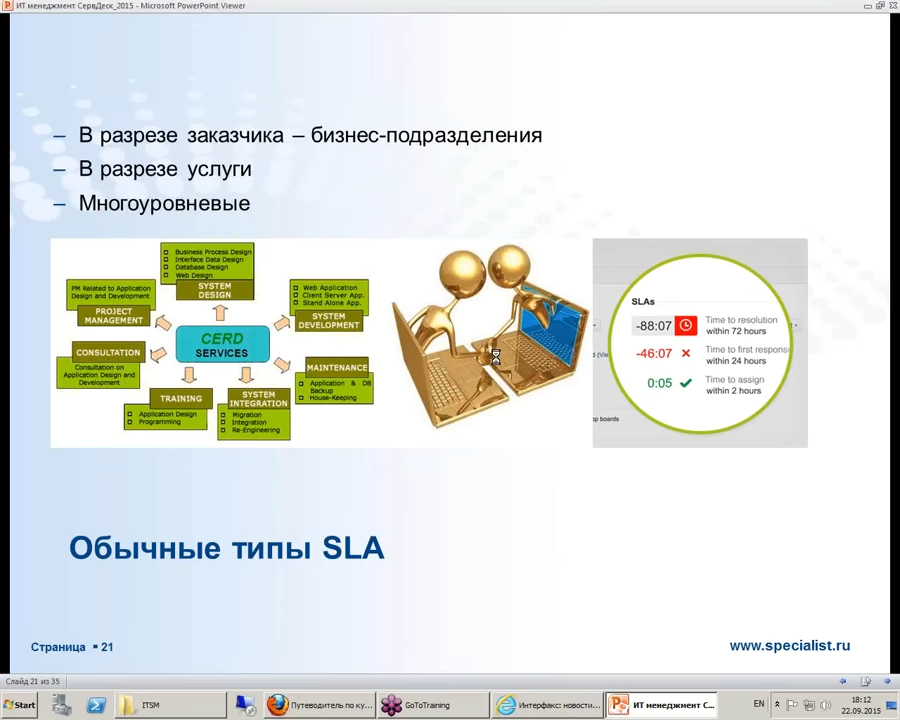 ИТ менеджмент СервДеск_2015 - Microsoft PowerPoint Viewer
– В разрезе заказчика – бизнес-подразделения
– В разрезе услуги
– Многоуровневые
Business Process Design
Interface Data Design
Database Design
Web Design
SYSTEM
DESIGN
PM Related to Application
Design and Development
PROJECT
MANAGEMENT
Web Application
Client Server App.
Stand Alone App.
SYSTEM
DEVELOPMENT
CERD
SERVICES
CONSULTATION
Consultation on
Application Design and
Development
MAINTENANCE
Application & DB
Backup
House-Keeping
TRAINING
Application Design
Programming
SYSTEM
INTEGRATION
Migration
Integration
Re-Engineering
SLAs
-88:07 Time to resolution
within 72 hours
-46:07 Time to first respons
within 24 hours
0:05 Time to assign
within 2 hours
op boards
Обычные типы SLA
Страница ▪ 21
www.specialist.ru
Слайд 21 из 35
Start
ITSM
Путеводитель по ку...
GoToTraining
Интерфакс: новости...
ИТ менеджмент С...
EN
18:12
22.09.2015